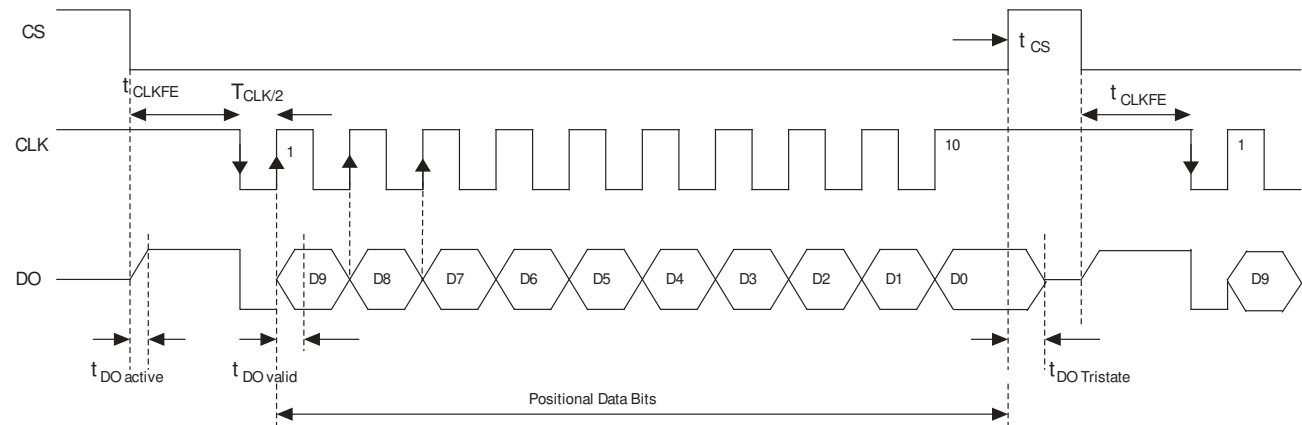 CS
t CS
t CLKFE
T CLK/2
t CLKFE
CLK
1
10
1
DO
D9
D8
D7
D6
D5
D4
D3
D2
D1
D0
D9
t DO active
t DO valid
t DO Tristate
Positional Data Bits